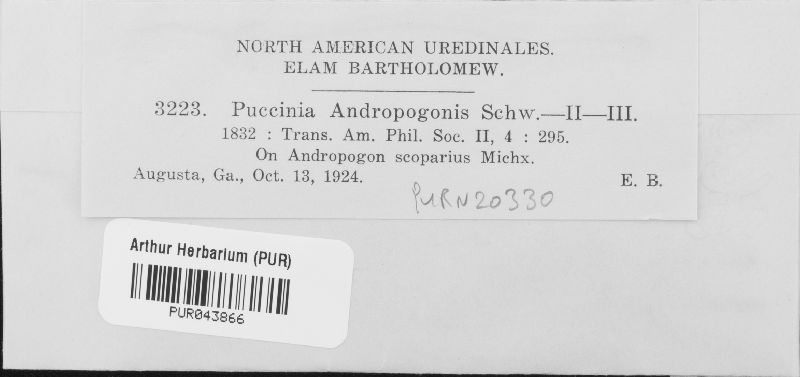 NORTH AMERICAN UREDINALES.
ELAM BARTHOLOMEW.
3223. Puccinia Andropogonis Schw.—II—III.
1832 : Trans. Am. Phil. Soc. II, 4 : 295.
On Andropogon scoparius Michx.
Augusta, Ga., Oct. 13, 1924. E. B.
PURN20330
Arthur Herbarium (PUR)
PUR043866